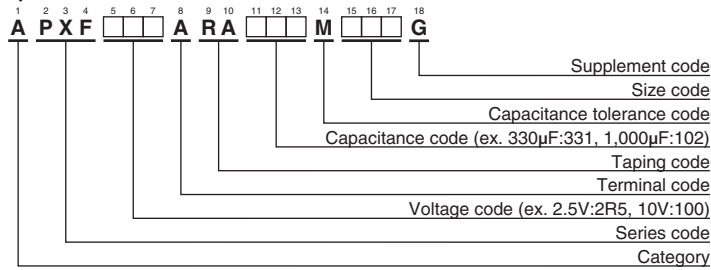 1 2 3 4 5 6 7 8 9 10 11 12 13 14 15 16 17 18
A P X F A R A M G
Supplement code
Size code
Capacitance tolerance code
Capacitance code (ex. 330μF:331, 1,000μF:102)
Taping code
Terminal code
Voltage code (ex. 2.5V:2R5, 10V:100)
Series code
Category